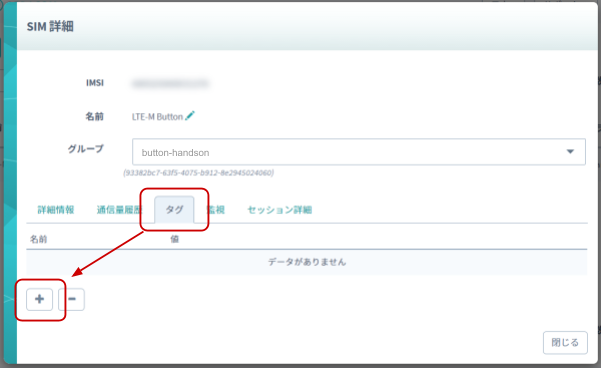 SIM 詳細
IMSI
名前 LTE-M Button
グループ button-handson
(93382bc7-63f5-4075-b912-8e2945024060)
詳細情報 通信量履歴 タグ 監視 セッション詳細
名前 値
データがありません
+ −
閉じる